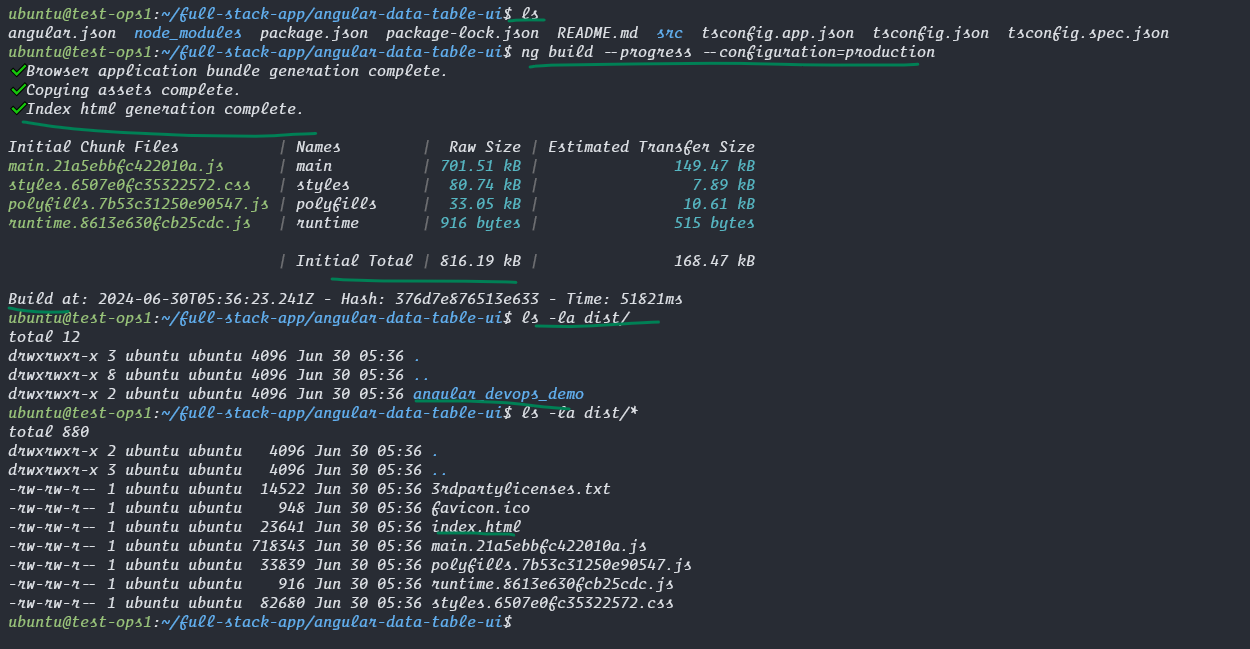 ubuntu@test-ops1:~/full-stack-app/angular-data-table-ui$ ls
angular.json  node_modules  package.json  package-lock.json  README.md  src  tsconfig.app.json  tsconfig.json  tsconfig.spec.json
ubuntu@test-ops1:~/full-stack-app/angular-data-table-ui$ ng build --progress --configuration=production
✔Browser application bundle generation complete.
✔Copying assets complete.
✔Index html generation complete.
Initial Chunk Files | Names | Raw Size | Estimated Transfer Size
main.21a5ebbfc422010a.js | main | 701.51 kB | 149.47 kB
styles.6507e0fc35322572.css | styles | 80.74 kB | 7.89 kB
polyfills.7b53c31250e90547.js | polyfills | 33.05 kB | 10.61 kB
runtime.8613e630fcb25cdc.js | runtime | 916 bytes | 515 bytes
| Initial Total | 816.19 kB | 168.47 kB
Build at: 2024-06-30T05:36:23.241Z - Hash: 376d7e876513e633 - Time: 51821ms
ubuntu@test-ops1:~/full-stack-app/angular-data-table-ui$ ls -la dist/
total 12
drwxrwxr-x 3 ubuntu ubuntu 4096 Jun 30 05:36 .
drwxrwxr-x 8 ubuntu ubuntu 4096 Jun 30 05:36 ..
drwxrwxr-x 2 ubuntu ubuntu 4096 Jun 30 05:36 angular_devops_demo
ubuntu@test-ops1:~/full-stack-app/angular-data-table-ui$ ls -la dist/*
total 880
drwxrwxr-x 2 ubuntu ubuntu   4096 Jun 30 05:36 .
drwxrwxr-x 3 ubuntu ubuntu   4096 Jun 30 05:36 ..
-rw-rw-r-- 1 ubuntu ubuntu  14522 Jun 30 05:36 3rdpartylicenses.txt
-rw-rw-r-- 1 ubuntu ubuntu    948 Jun 30 05:36 favicon.ico
-rw-rw-r-- 1 ubuntu ubuntu  23641 Jun 30 05:36 index.html
-rw-rw-r-- 1 ubuntu ubuntu 718343 Jun 30 05:36 main.21a5ebbfc422010a.js
-rw-rw-r-- 1 ubuntu ubuntu  33839 Jun 30 05:36 polyfills.7b53c31250e90547.js
-rw-rw-r-- 1 ubuntu ubuntu    916 Jun 30 05:36 runtime.8613e630fcb25cdc.js
-rw-rw-r-- 1 ubuntu ubuntu  82680 Jun 30 05:36 styles.6507e0fc35322572.css
ubuntu@test-ops1:~/full-stack-app/angular-data-table-ui$